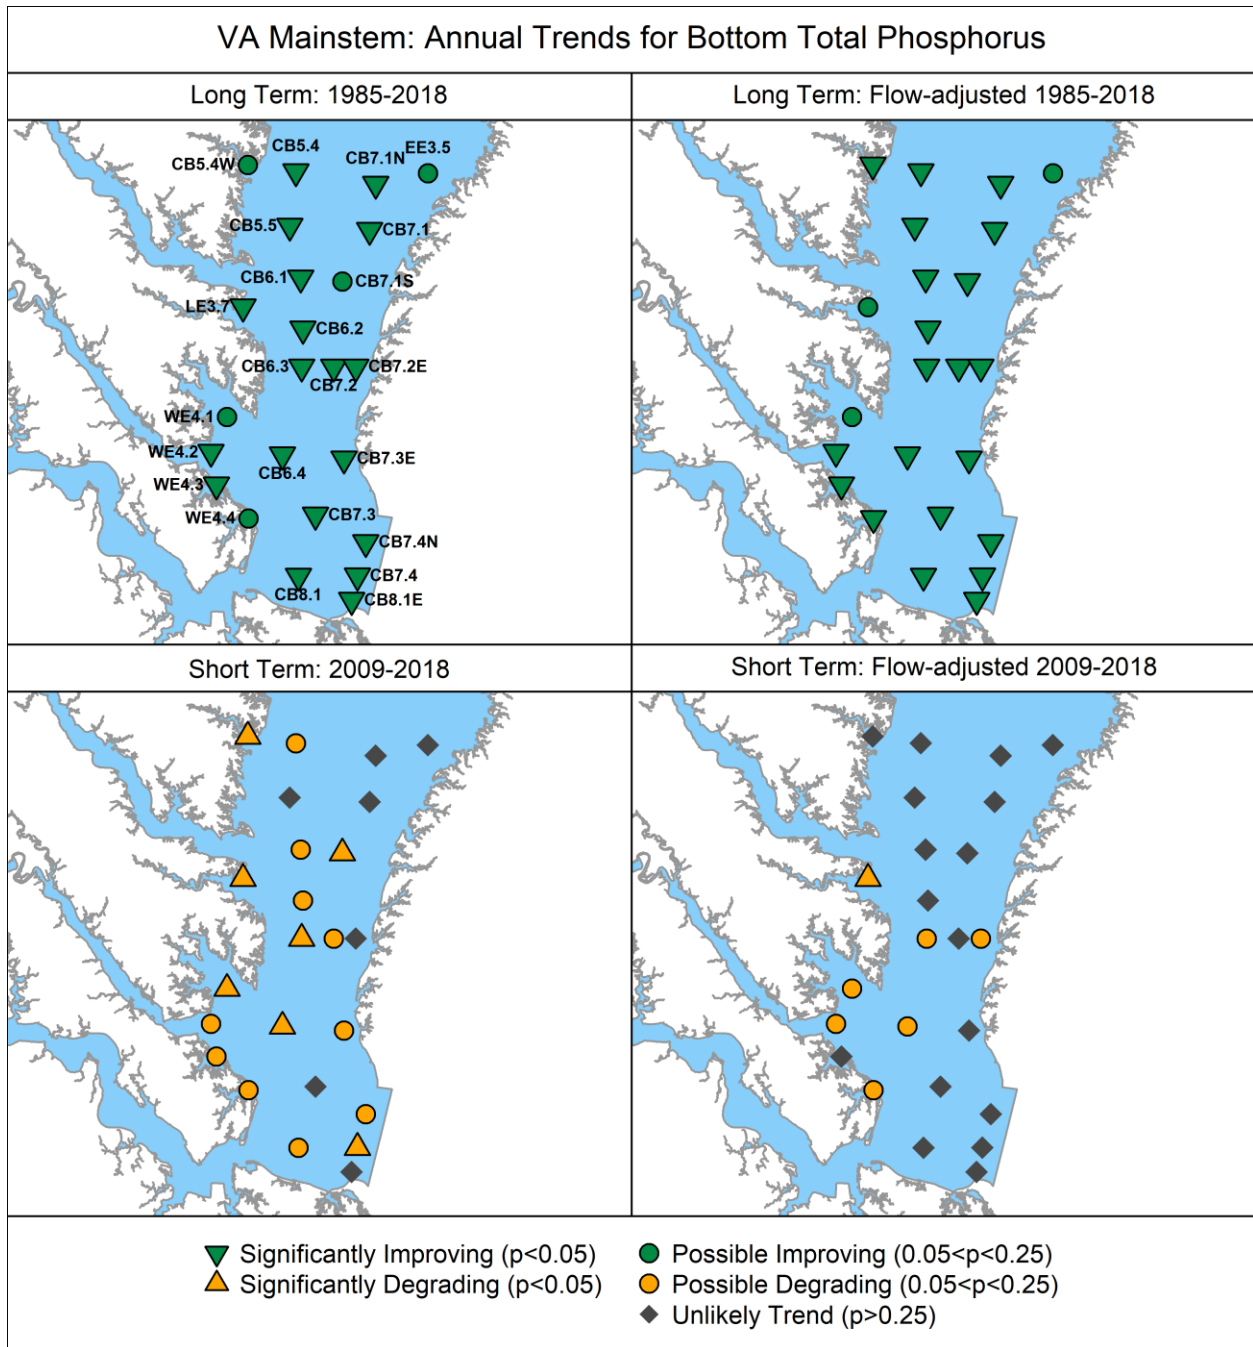 VA Mainstem: Annual Trends for Bottom Total Phosphorus
Long Term: 1985-2018
Long Term: Flow-adjusted 1985-2018
CB5.4W
CB5.4
CB7.1N
EE3.5
CB5.5
CB7.1
CB6.1
CB7.1S
LE3.7
CB6.2
CB6.3
CB7.2
CB7.2E
WE4.1
WE4.2
CB6.4
CB7.3E
WE4.3
WE4.4
CB7.3
CB7.4N
CB8.1
CB7.4
CB8.1E
Short Term: 2009-2018
Short Term: Flow-adjusted 2009-2018
Significantly Improving (p<0.05)
Significantly Degrading (p<0.05)
Possible Improving (0.05<p<0.25)
Possible Degrading (0.05<p<0.25)
Unlikely Trend (p>0.25)